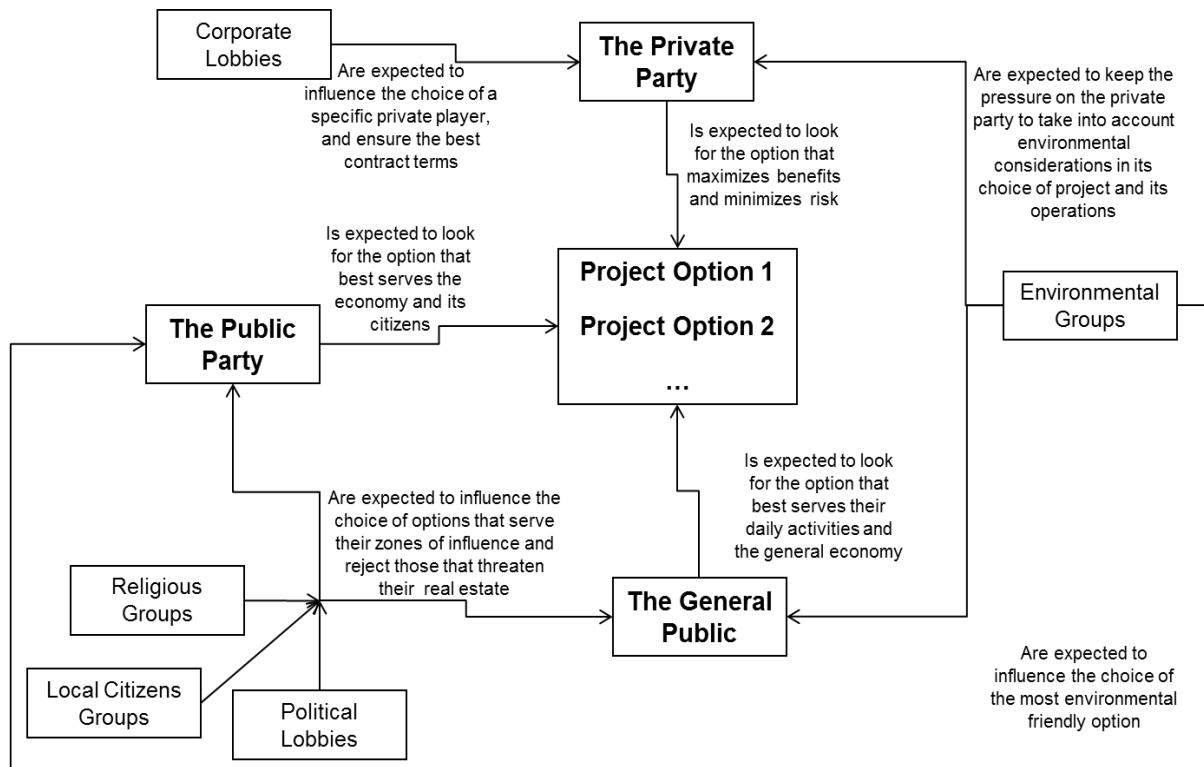 Corporate
Lobbies
The Private
Party
Are expected to
influence the choice of a
specific private player,
and ensure the best
contract terms
Are expected to keep the
pressure on the private
party to take into account
environmental
considerations in its
choice of project and its
operations
Is expected to look
for the option that
maximizes benefits
and minimizes risk
Is expected to look
for the option that
best serves the
economy and its
citizens
Project Option 1
Project Option 2
...
Environmental
Groups
The Public
Party
Is expected to look
for the option that
best serves their
daily activities and
the general economy
Are expected to influence the
choice of options that serve
their zones of influence and
reject those that threaten
their real estate
Religious
Groups
The General
Public
Local Citizens
Groups
Political
Lobbies
Are expected to
influence the choice of
the most environmental
friendly option